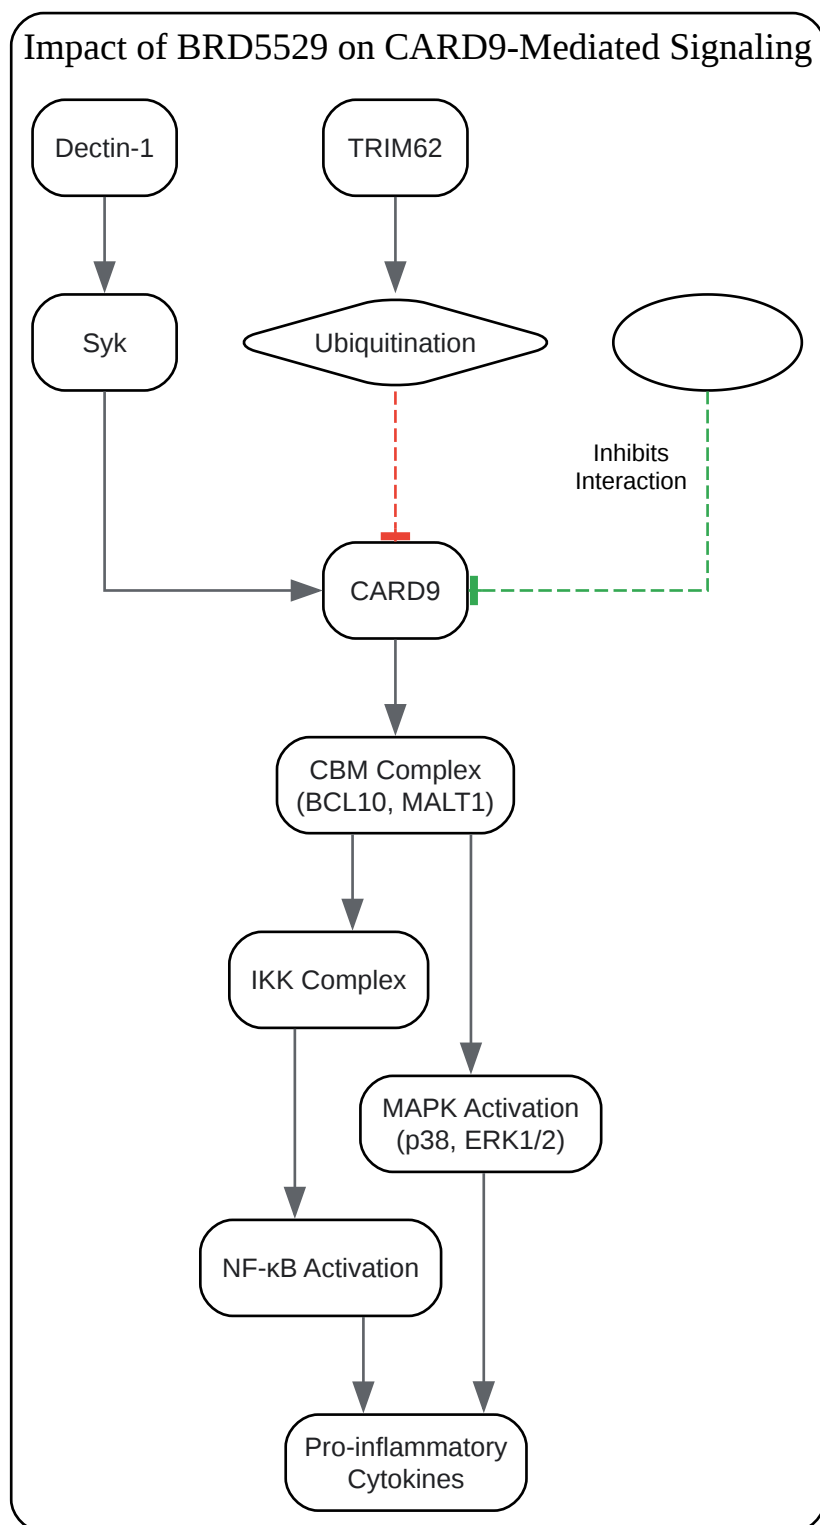 Impact of BRD5529 on CARD9-Mediated Signaling
Dectin-1
TRIM62
Syk
Ubiquitination
Inhibits
Interaction
CARD9
CBM Complex
(BCL10, MALT1)
IKK Complex
MAPK Activation
(p38, ERK1/2)
NF-κB Activation
Pro-inflammatory
Cytokines